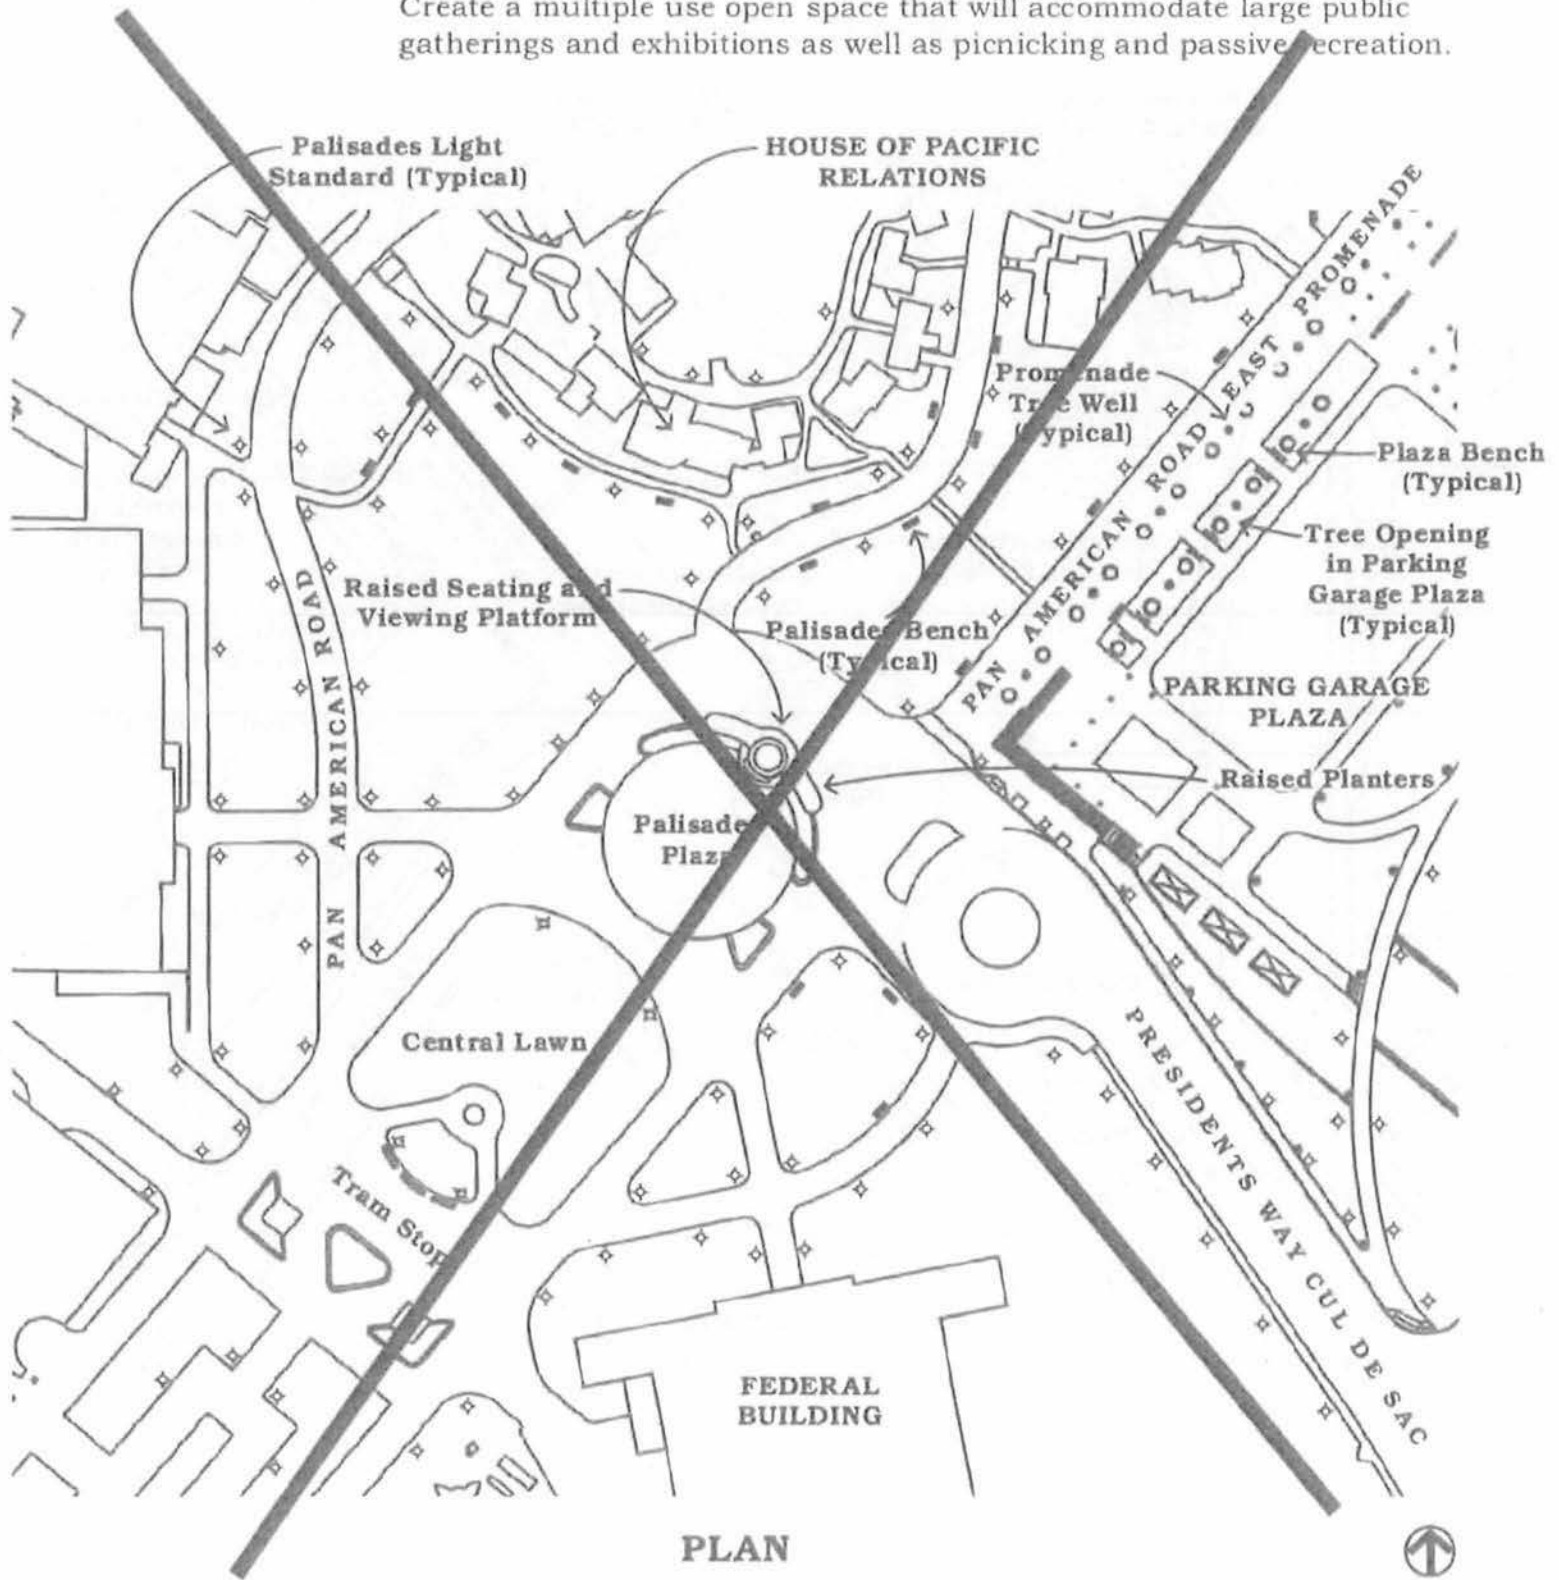 Create a multiple use open space that will accommodate large public
gatherings and exhibitions as well as picnicking and passive recreation.
Palisades Light
Standard (Typical)
HOUSE OF PACIFIC
RELATIONS
PAN AMERICAN ROAD EAST PROMENADE
Promenade
Tree Well
(Typical)
Plaza Bench
(Typical)
Tree Opening
in Parking
Garage Plaza
(Typical)
Raised Seating and
Viewing Platform
Palisades Bench
(Typical)
PARKING GARAGE
PLAZA
PAN AMERICAN ROAD
Raised Planters
Palisades
Plaza
Central Lawn
PRESIDENTS WAY CUL DE SAC
Tram Stop
FEDERAL
BUILDING
PLAN